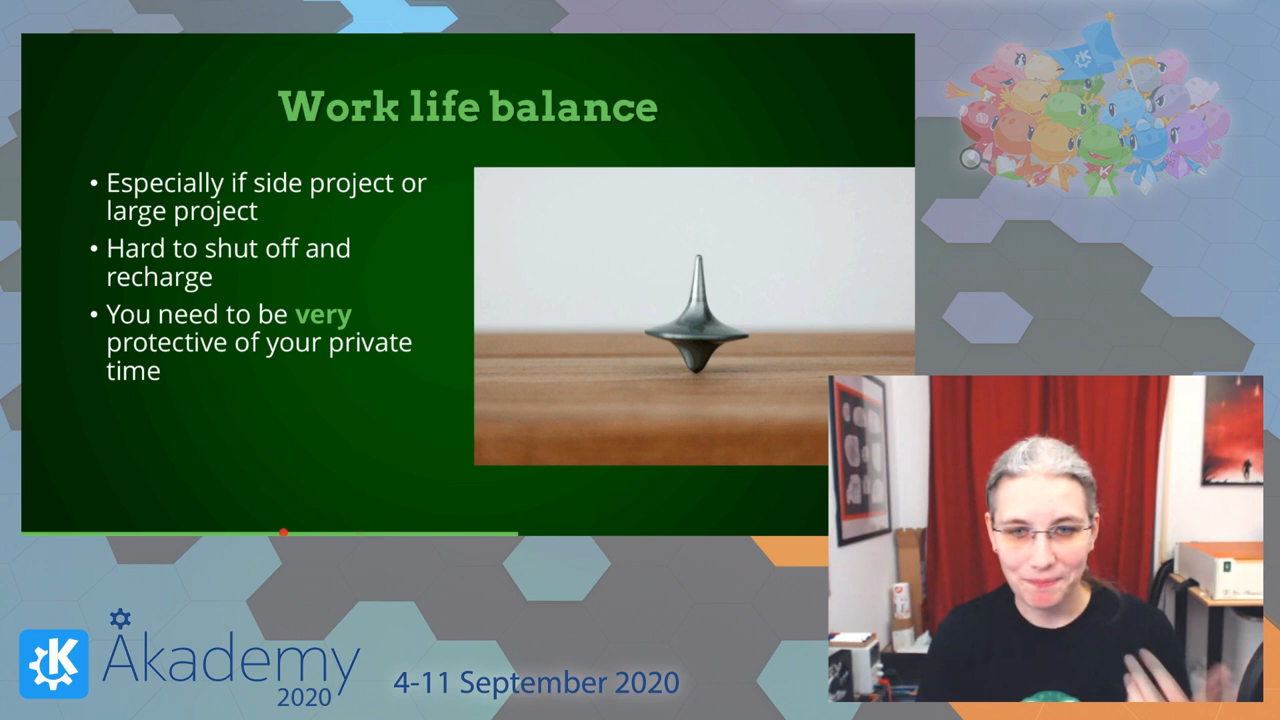 Work life balance
• Especially if side project or
large project
• Hard to shut off and
recharge
• You need to be very
protective of your private
time
K
Akademy
2020
4-11 September 2020